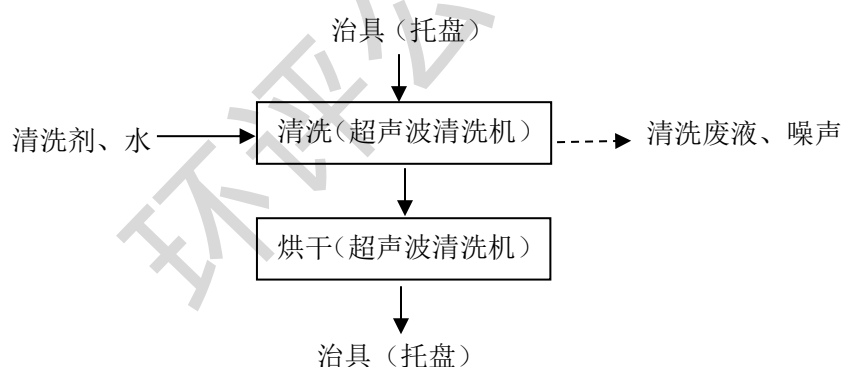 治具（托盘）
清洗剂、水
清洗（超声波清洗机）
清洗废液、噪声
烘干（超声波清洗机）
治具（托盘）
环评公